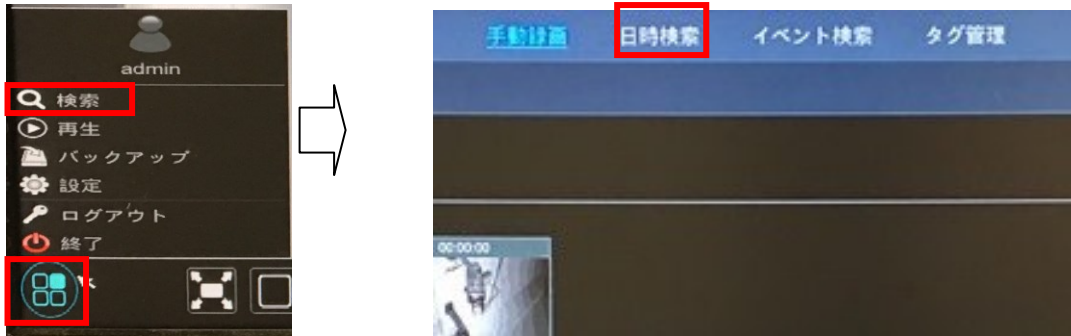 admin
検索
再生
バックアップ
設定
ログアウト
終了
手動録画 日時検索 イベント検索 タグ管理
00:00:00